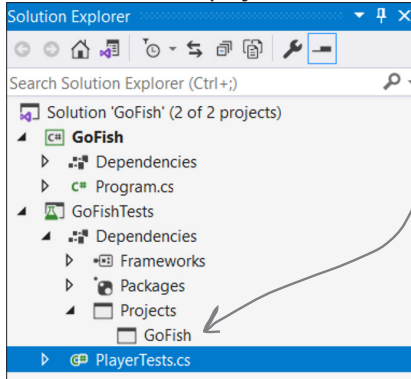 Solution Explorer
Search Solution Explorer (Ctrl+;)
Solution 'GoFish' (2 of 2 projects)
C# GoFish
Dependencies
C# Program.cs
GoFishTests
Dependencies
Frameworks
Packages
Projects
GoFish
C# PlayerTests.cs